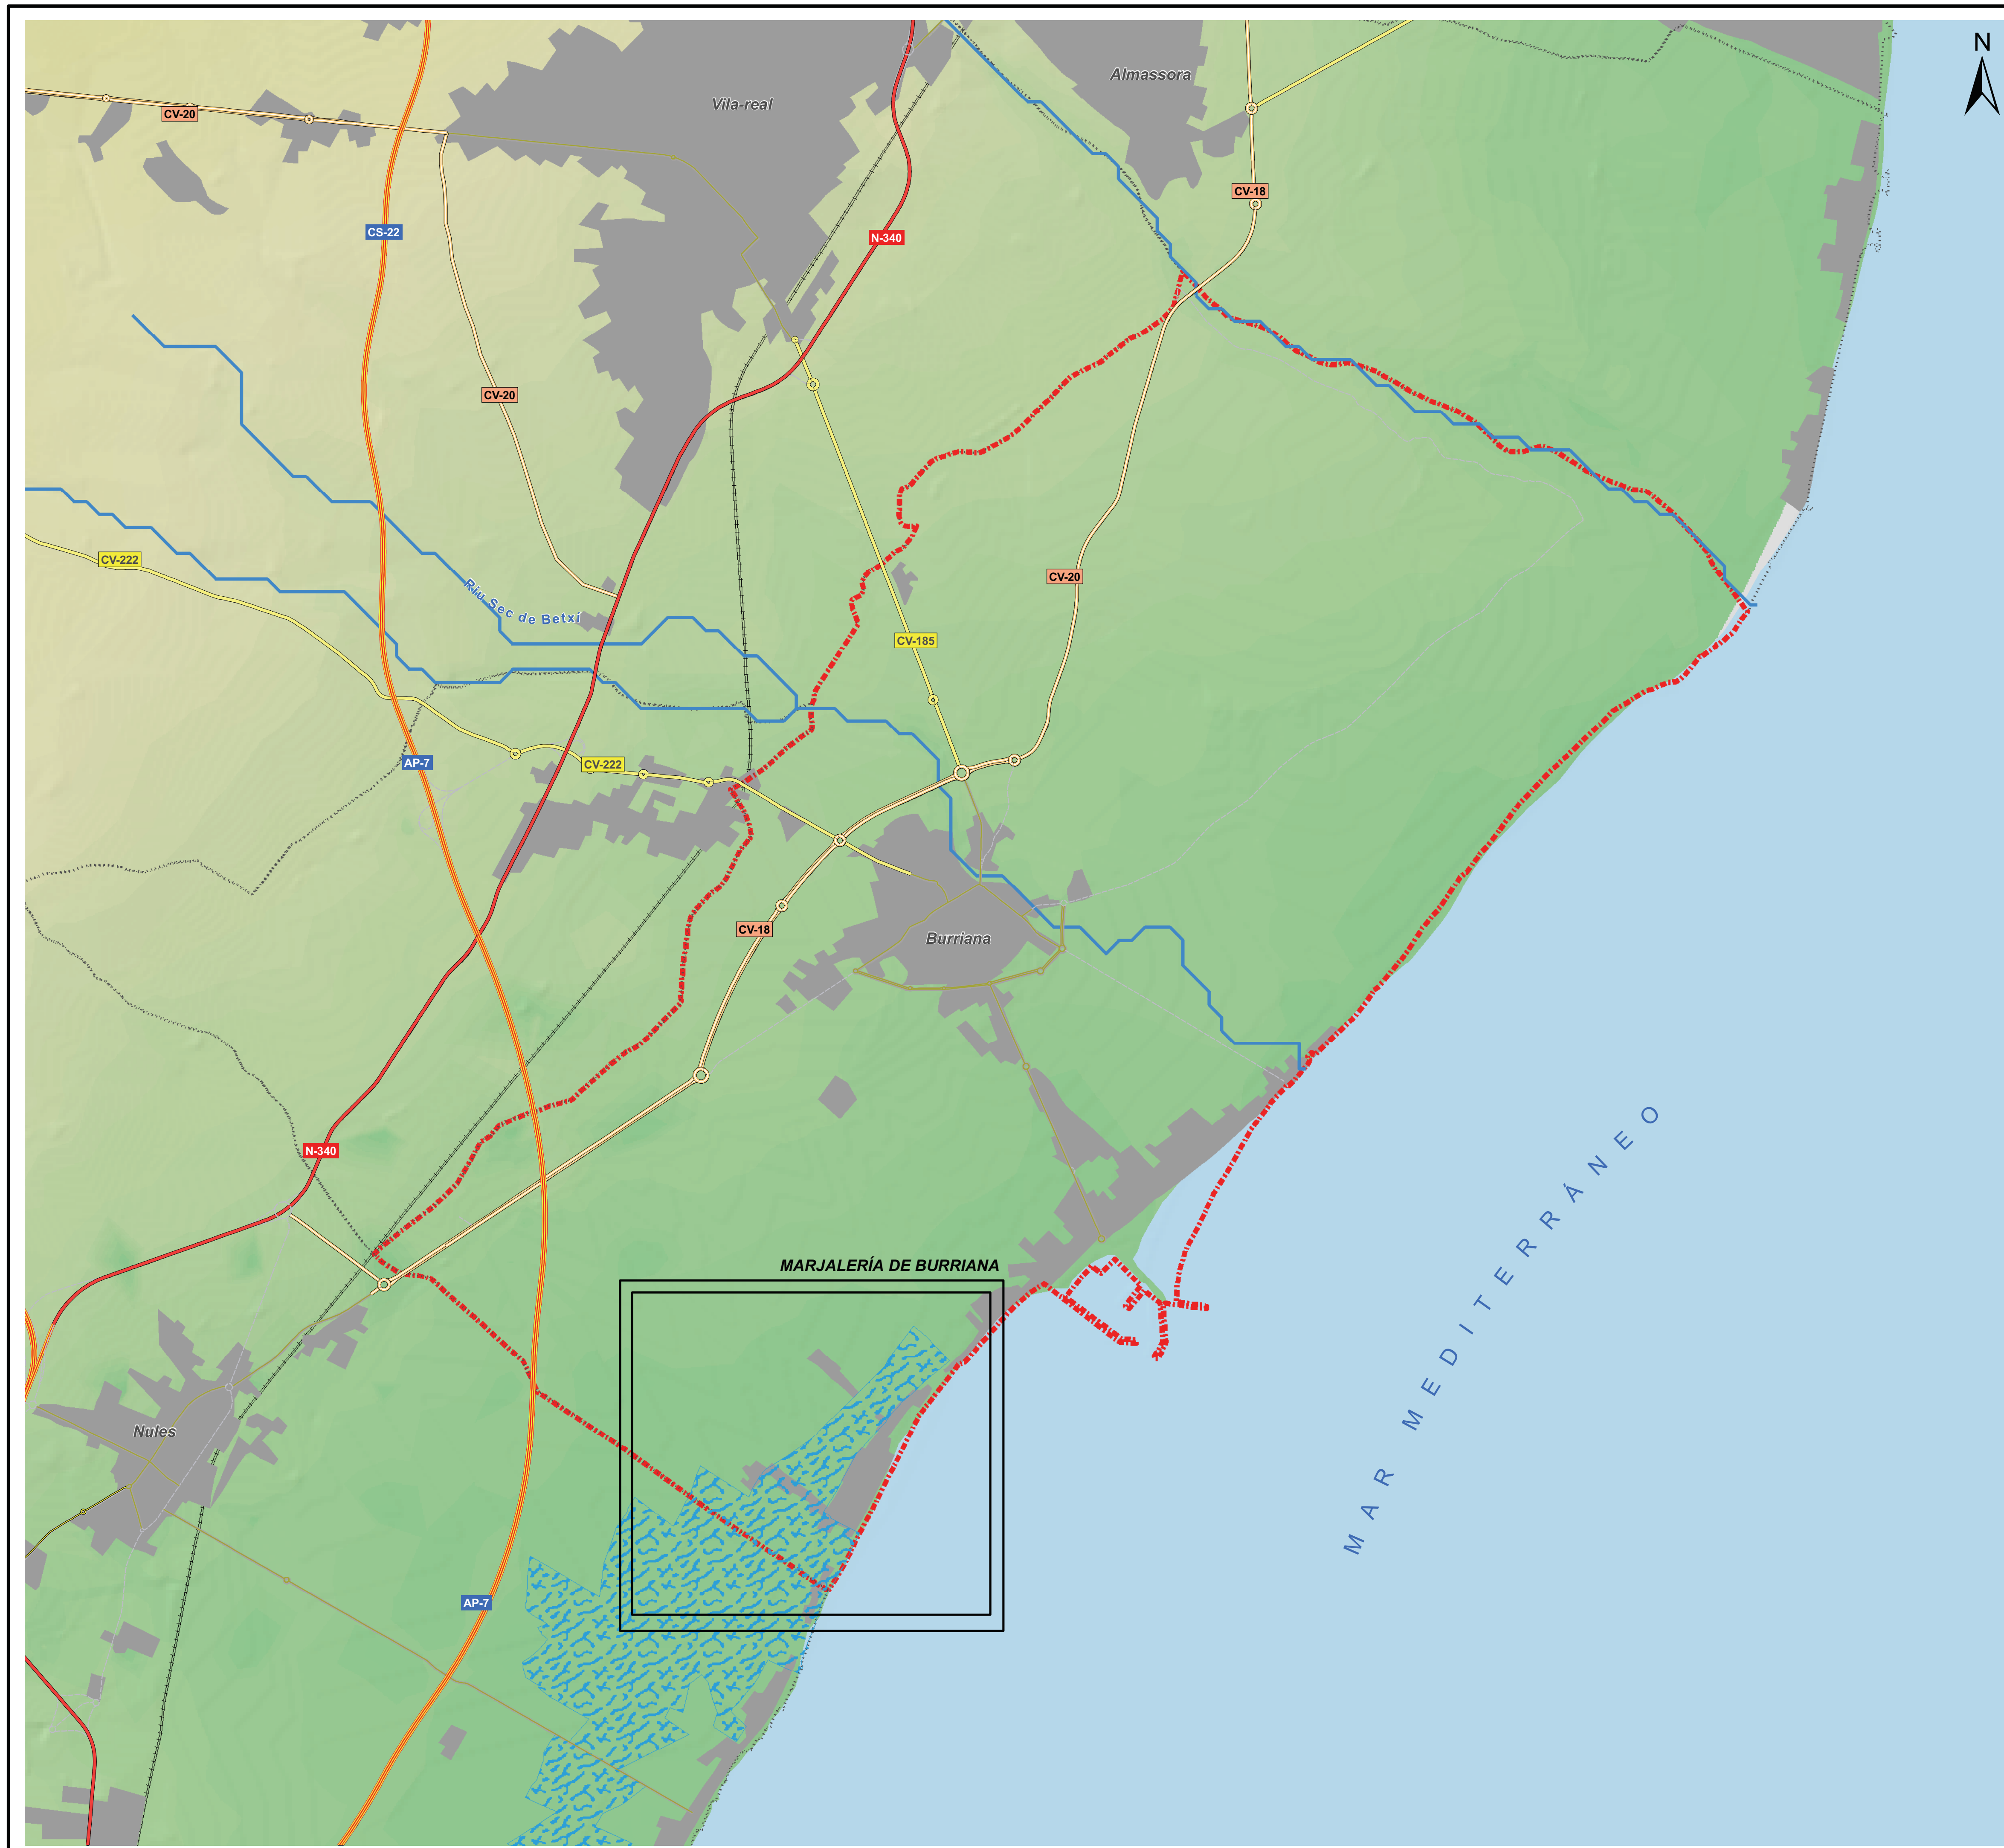 N
Almassora
Vila-real
CV-20
CV-18
CS-22
N-340
CV-20
CV-222
CV-20
Riu Sec de Betxí
CV-185
AP-7
CV-222
CV-18
Burriana
N-340
MAR MEDITERRÁNEO
MARJALERÍA DE BURRIANA
Nules
AP-7